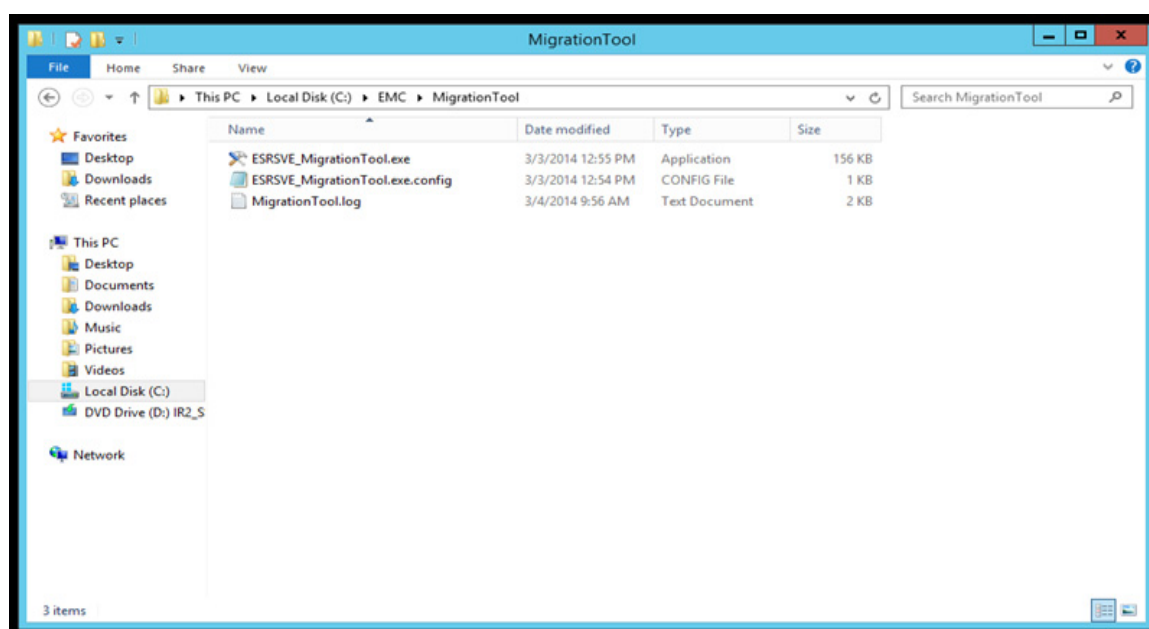 MigrationTool
File Home Share View
This PC Local Disk (C:) EMC MigrationTool
Search MigrationTool
Favorites
Desktop
Downloads
Recent places
This PC
Desktop
Documents
Downloads
Music
Pictures
Videos
Local Disk (C:)
DVD Drive (D:) IR2_S
Network
Name Date modified Type Size
ESRSVE_MigrationTool.exe 3/3/2014 12:55 PM Application 156 KB
ESRSVE_MigrationTool.exe.config 3/3/2014 12:54 PM CONFIG File 1 KB
MigrationTool.log 3/4/2014 9:56 AM Text Document 2 KB
3 items